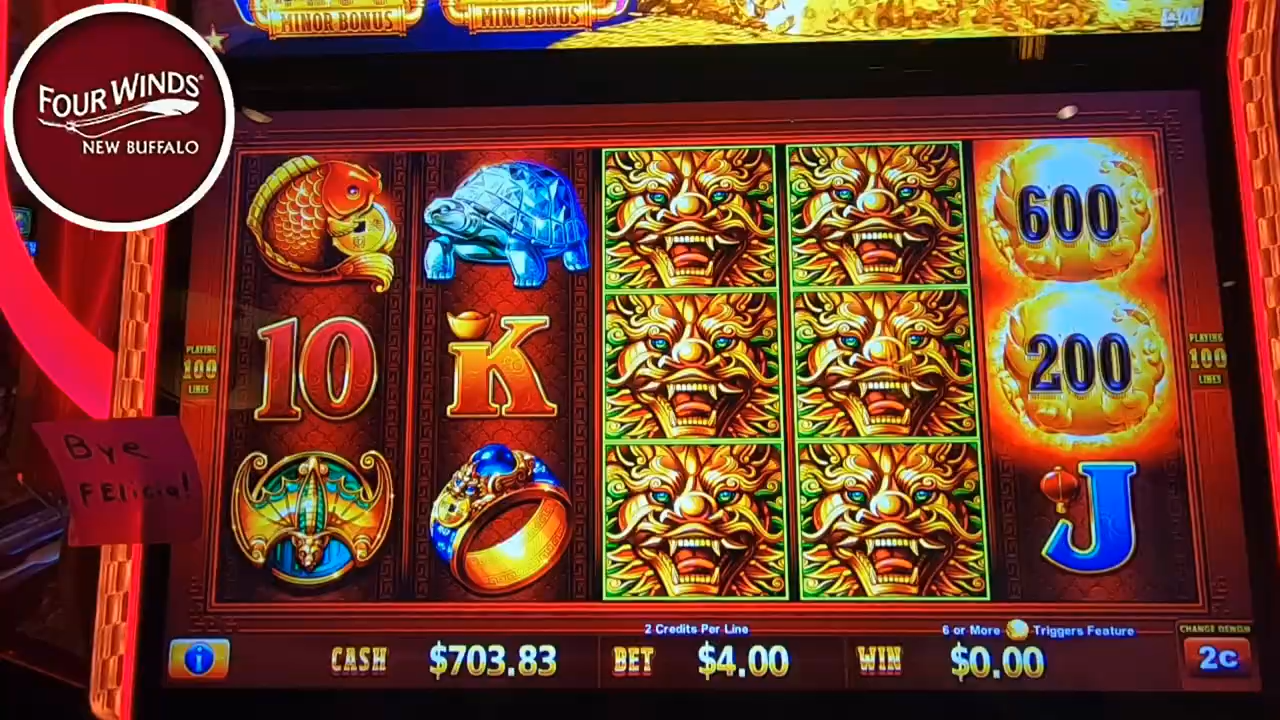 MINOR BONUS
MINI BONUS
FOUR WINDS®
NEW BUFFALO
600
10
K
200
PLAYING
100
LINES
PLAYING
100
LINES
Bye
FElicia!
J
2 Credits Per Line
6 or More Triggers Feature
CHANGE DENOM
CASH $703.83 BET $4.00 WIN $0.00
2c
i